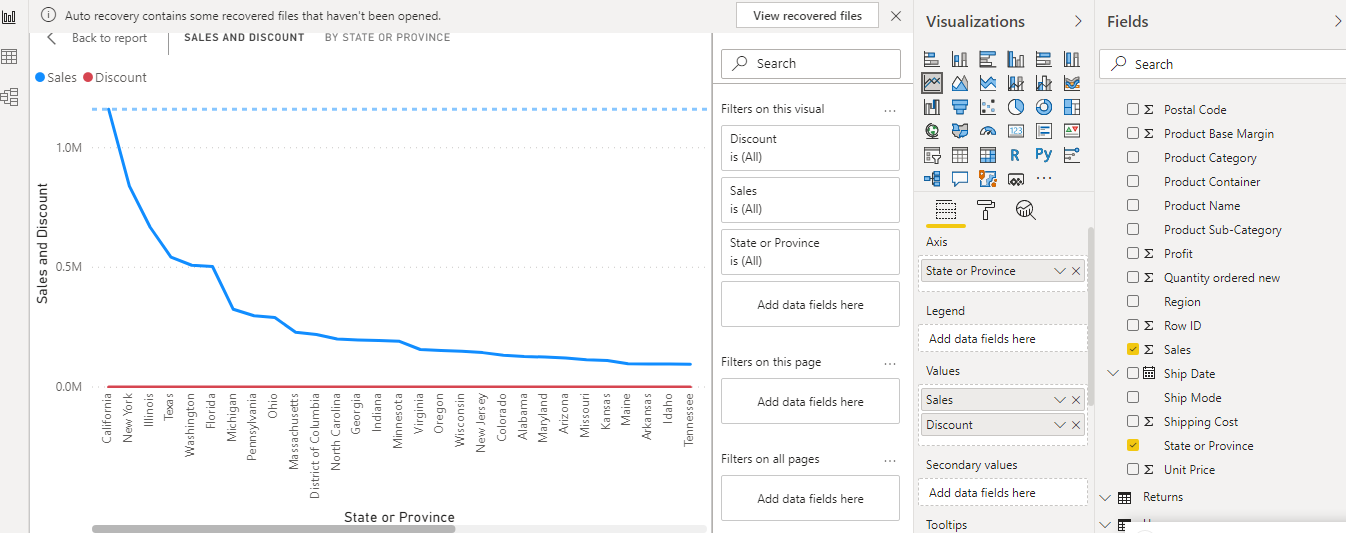 Auto recovery contains some recovered files that haven't been opened.
View recovered files
Back to report
SALES AND DISCOUNT
BY STATE OR PROVINCE
Sales
Discount
1.0M
0.5M
0.0M
Sales and Discount
California
New York
Illinois
Texas
Washington
Florida
Michigan
Pennsylvania
Ohio
Massachusetts
District of Columbia
North Carolina
Georgia
Indiana
Minnesota
Virginia
Oregon
Wisconsin
New Jersey
Colorado
Alabama
Maryland
Arizona
Missouri
Kansas
Maine
Arkansas
Idaho
Tennessee
State or Province
Search
Filters on this visual
...
Discount
is (All)
Sales
is (All)
State or Province
is (All)
Add data fields here
Filters on this page
...
Add data fields here
Filters on all pages
...
Add data fields here
Visualizations
123
R
Py
...
Axis
State or Province
Legend
Add data fields here
Values
Sales
Discount
Secondary values
Add data fields here
Tooltips
Fields
Search
Σ Postal Code
Σ Product Base Margin
Product Category
Product Container
Product Name
Product Sub-Category
Σ Profit
Σ Quantity ordered new
Region
Σ Row ID
Σ Sales
Ship Date
Ship Mode
Σ Shipping Cost
State or Province
Σ Unit Price
Returns